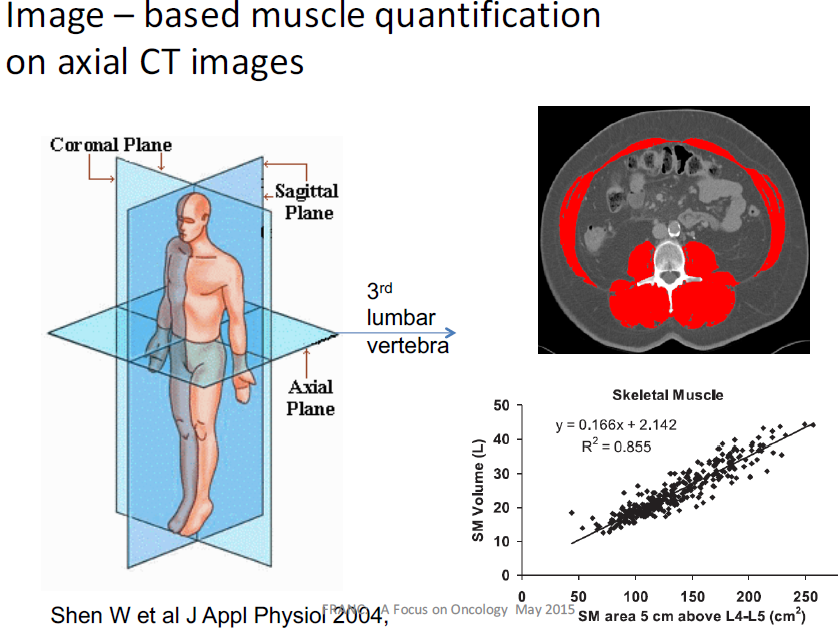 Image – based muscle quantification
on axial CT images
Coronal Plane
Sagittal
Plane
3rd
lumbar
vertebra
Axial
Plane
Skeletal Muscle
y = 0.166x + 2.142
R2 = 0.855
SM Volume (L)
50
40
30
20
10
0
0 50 100 150 200 250
SM area 5 cm above L4-L5 (cm2)
Shen W et al J Appl Physiol 2004;
A Focus on Oncology May 2015